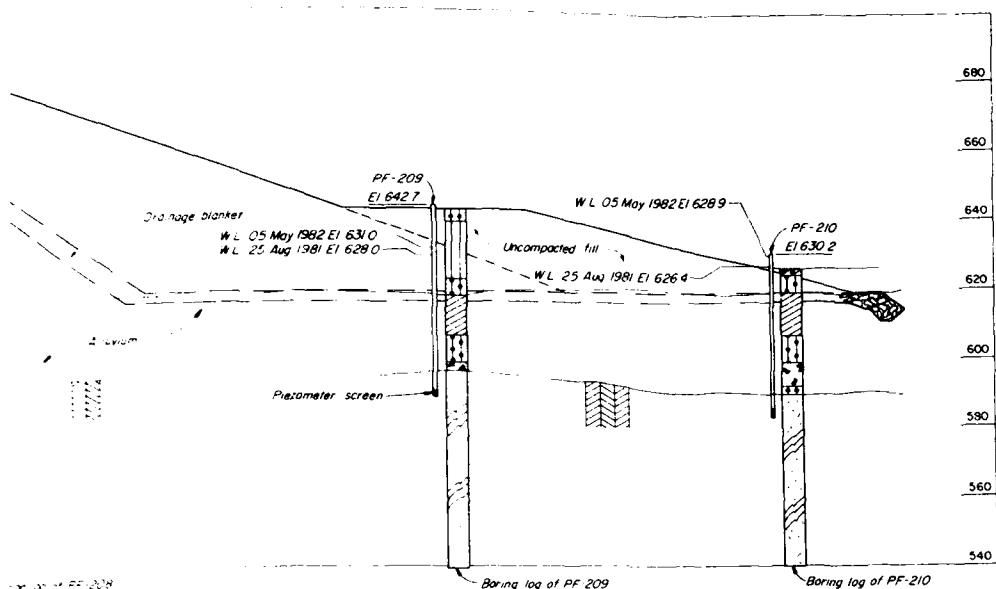 680
660
PF-209
El 642.7
W L 05 May 1982 El 628.9
640
Drainage blanket
W L 05 May 1982 El 631.0
W L 25 Aug 1981 El 628.0
Uncompacted fill
PF-210
El 630.2
W L 25 Aug 1981 El 626.4
620
600
Piezometer screen
580
560
540
of PF-208
Boring log of PF-209
Boring log of PF-210